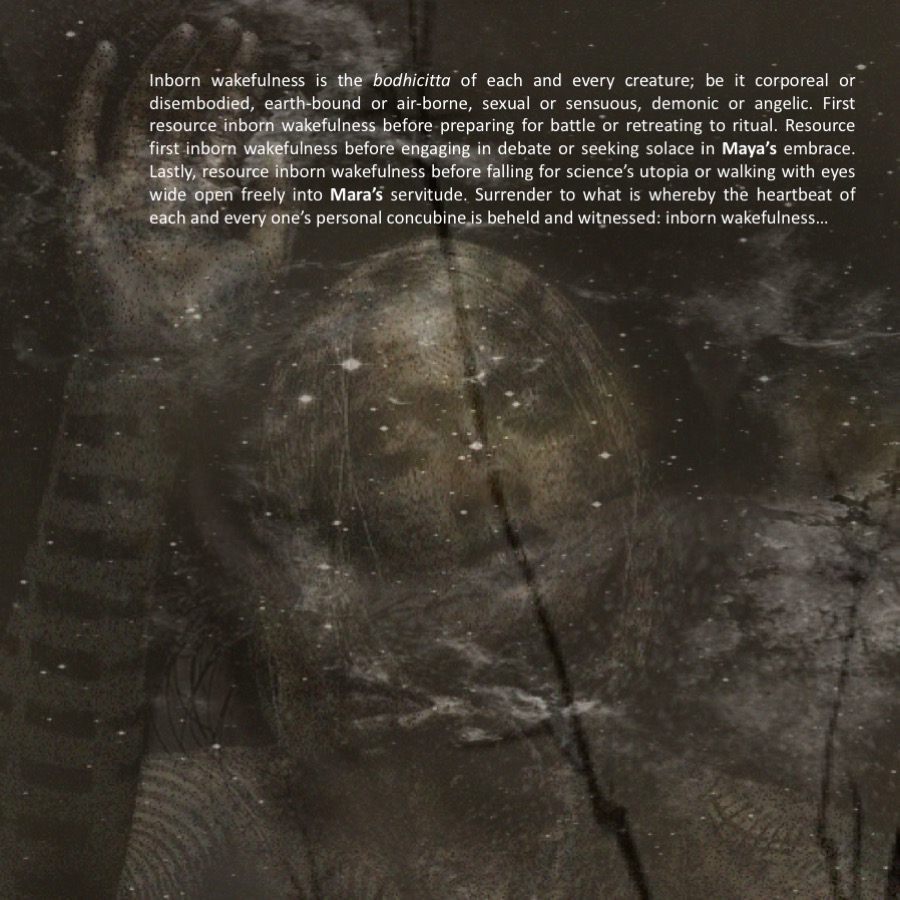 Inborn wakefulness is the bodhicitta of each and every creature; be it corporeal or
disembodied, earth-bound or air-borne, sexual or sensuous, demonic or angelic. First
resource inborn wakefulness before preparing for battle or retreating to ritual. Resource
first inborn wakefulness before engaging in debate or seeking solace in Maya’s embrace.
Lastly, resource inborn wakefulness before falling for science’s utopia or walking with eyes
wide open freely into Mara’s servitude. Surrender to what is whereby the heartbeat of
each and every one’s personal concubine is beheld and witnessed: inborn wakefulness…